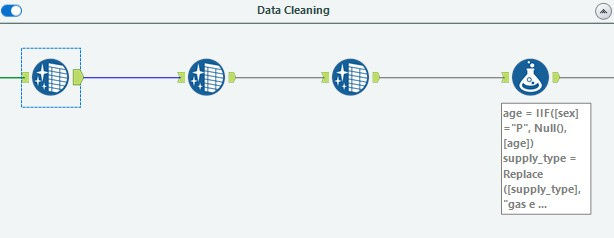 Data Cleaning
age = IIF([sex]
="P", Null(),
[age])
supply_type =
Replace
([supply_type],
"gas e ...